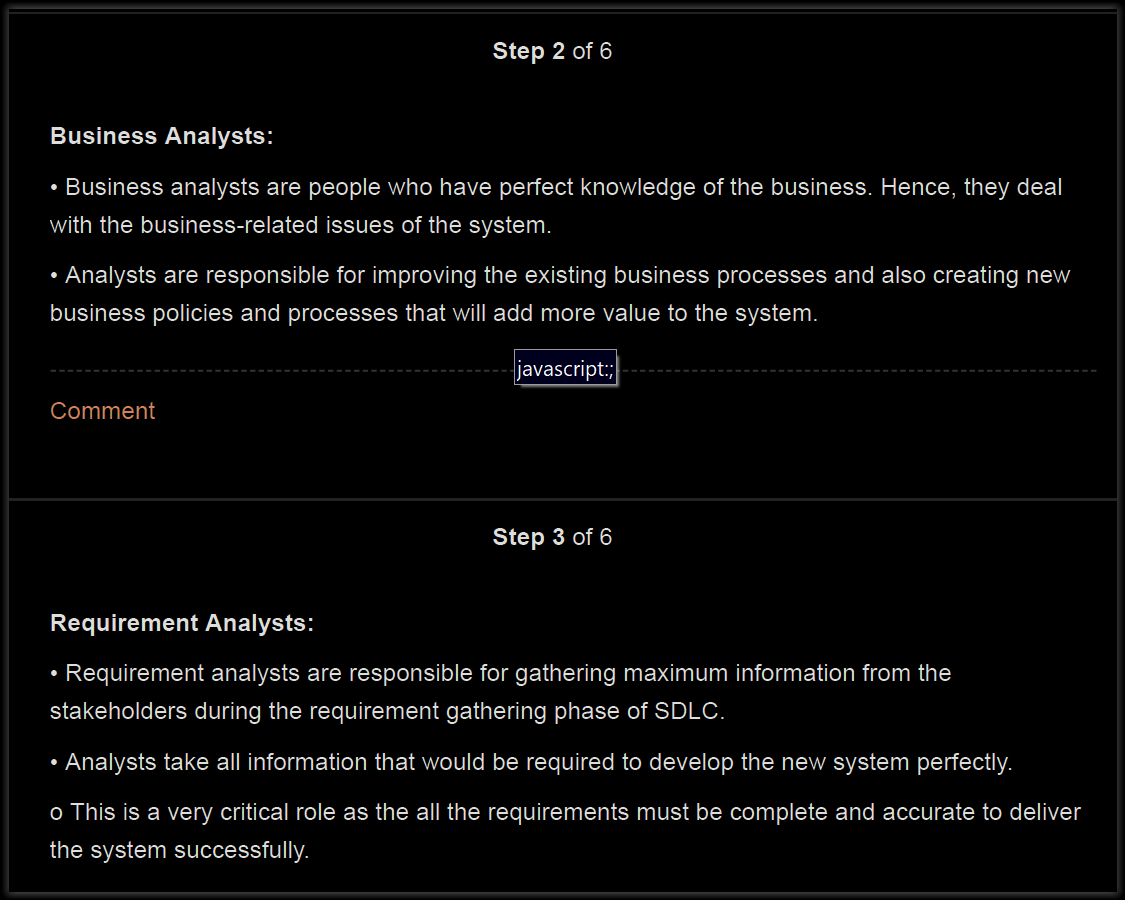 Step 2 of 6
Business Analysts:
• Business analysts are people who have perfect knowledge of the business. Hence, they deal
with the business-related issues of the system.
• Analysts are responsible for improving the existing business processes and also creating new
business policies and processes that will add more value to the system.
javascript:;
Comment
Step 3 of 6
Requirement Analysts:
• Requirement analysts are responsible for gathering maximum information from the
stakeholders during the requirement gathering phase of SDLC.
• Analysts take all information that would be required to develop the new system perfectly.
o This is a very critical role as the all the requirements must be complete and accurate to deliver
the system successfully.